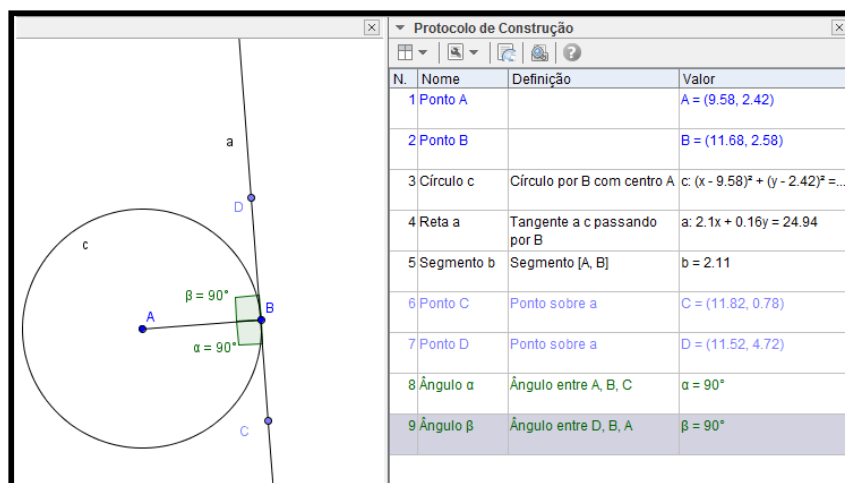 Protocolo de Construção
N. Nome Definição Valor
1 Ponto A A = (9.58, 2.42)
2 Ponto B B = (11.68, 2.58)
3 Círculo c Círculo por B com centro A c: (x - 9.58)² + (y - 2.42)² =...
4 Reta a Tangente a c passando a: 2.1x + 0.16y = 24.94
por B
5 Segmento b Segmento [A, B] b = 2.11
6 Ponto C Ponto sobre a C = (11.82, 0.78)
7 Ponto D Ponto sobre a D = (11.52, 4.72)
8 Ângulo α Ângulo entre A, B, C α = 90°
9 Ângulo β Ângulo entre D, B, A β = 90°
a
D
c
β = 90°
B
A
α = 90°
C